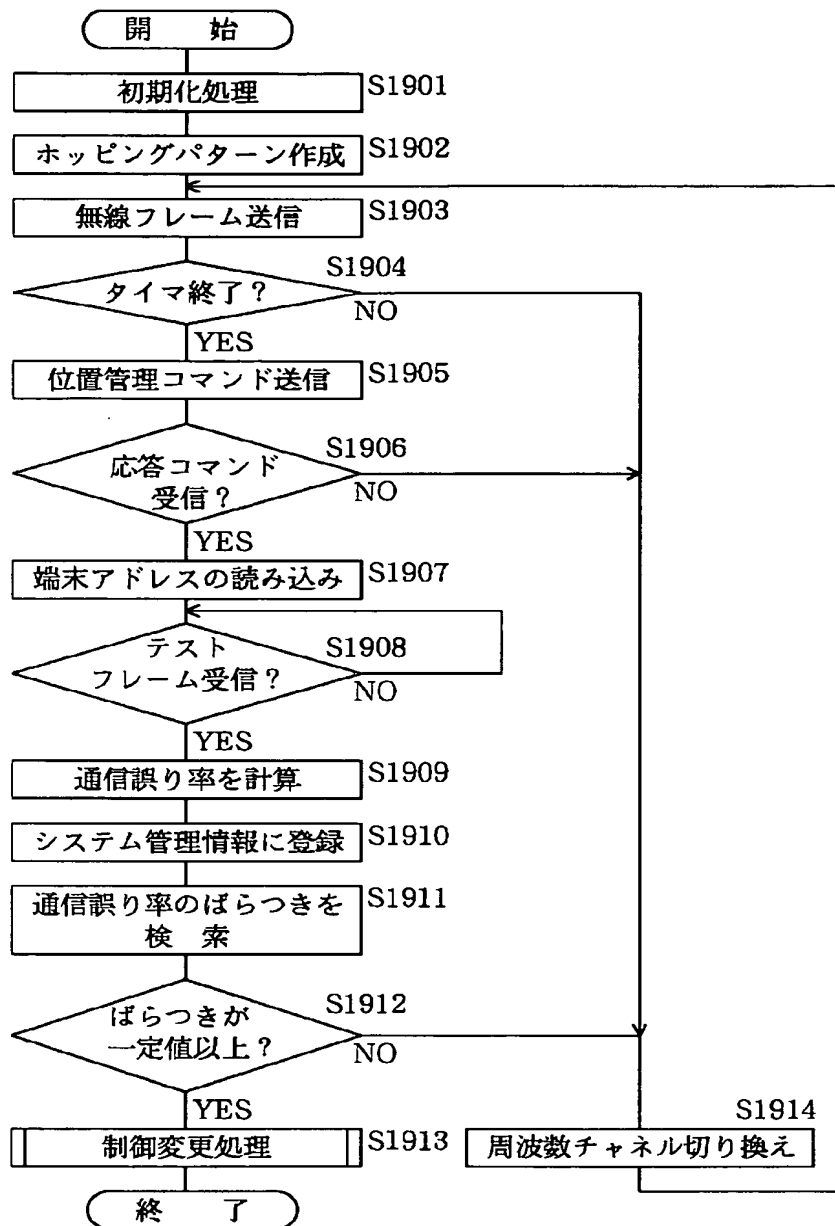 開 始
初期化処理 S1901
ホッピングパターン作成 S1902
無線フレーム送信 S1903
S1904
タイマ終了？
NO
YES
位置管理コマンド送信 S1905
S1906
応答コマンド
受信？
NO
YES
端末アドレスの読み込み S1907
テスト S1908
フレーム受信？
NO
YES
通信誤り率を計算 S1909
システム管理情報に登録 S1910
通信誤り率のばらつきを S1911
検 索
S1912
ばらつきが
一定値以上？
NO
YES
制御変更処理 S1913
S1914
周波数チャネル切り換え
終 了